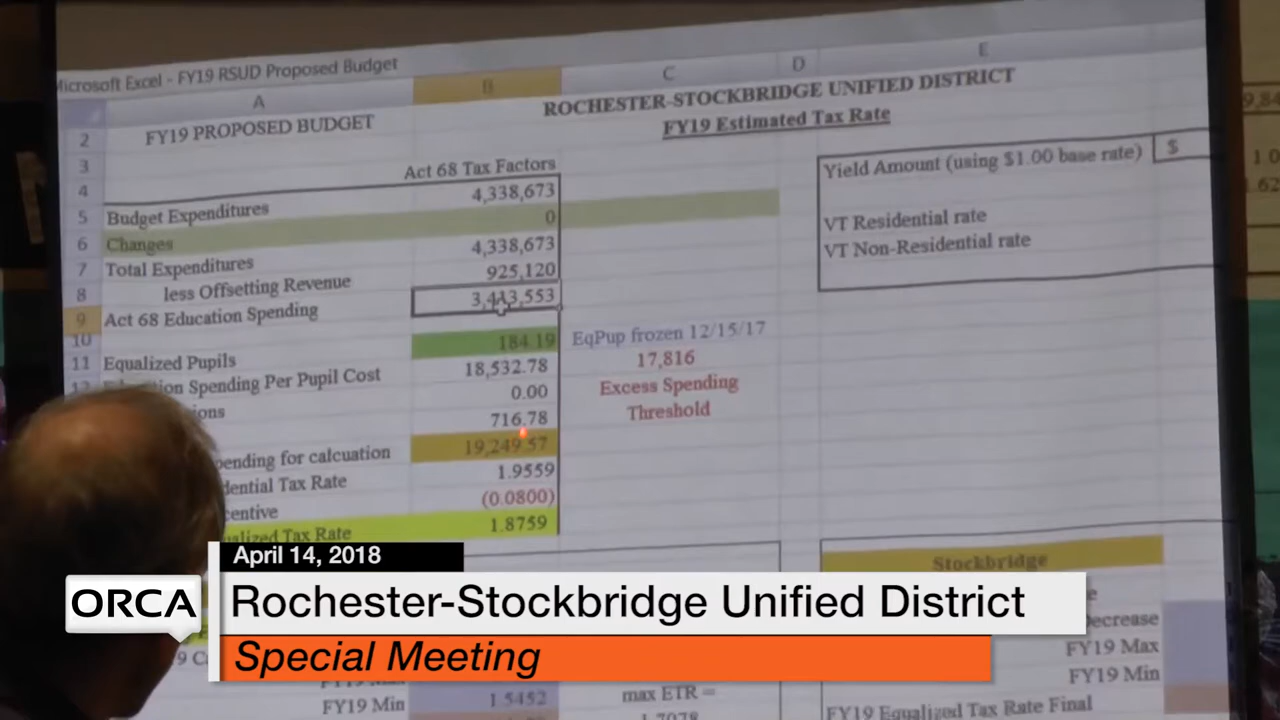 Microsoft Excel - FY19 RSUD Proposed Budget
A B C D E
ROCHESTER-STOCKBRIDGE UNIFIED DISTRICT
2 FY19 PROPOSED BUDGET FY19 Estimated Tax Rate
3 Act 68 Tax Factors Yield Amount (using $1.00 base rate) $
4 4,338,673
5 Budget Expenditures 0 VT Residential rate
6 Changes 4,338,673 VT Non-Residential rate
7 Total Expenditures 925,120
8 less Offsetting Revenue 3,413,553
9 Act 68 Education Spending
10 184.19 EqPup frozen 12/15/17
11 Equalized Pupils 18,532.78 17,816
Spending Per Pupil Cost 0.00 Excess Spending
716.78 Threshold
19,249.57
for calcuation 1.9559
Tax Rate (0.0800)
Tax Rate 1.8759
April 14, 2018
Stockbridge
ORCA Rochester-Stockbridge Unified District
Special Meeting
FY19 Max
FY19 Min
FY19 Min 1.5452 max ETR =
FY19 Equalized Tax Rate Final